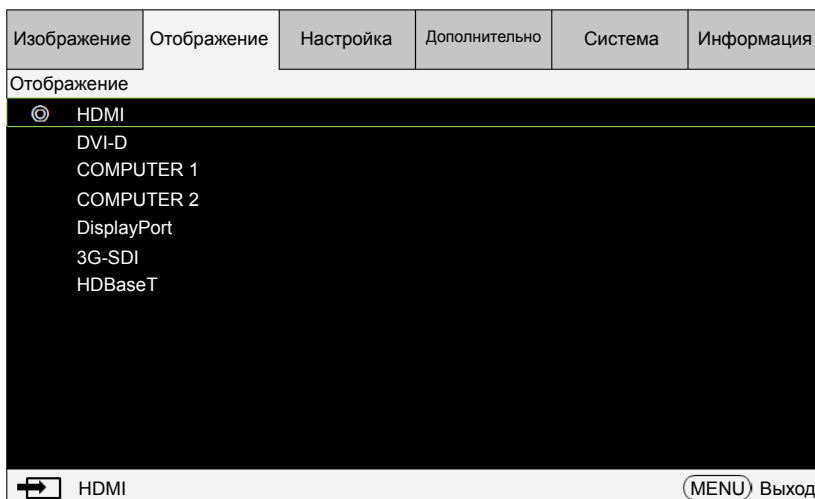 Изображение Отображение Настройка Дополнительно Система Информация
Отображение
HDMI
DVI-D
COMPUTER 1
COMPUTER 2
DisplayPort
3G-SDI
HDBaseT
HDMI MENU Выход